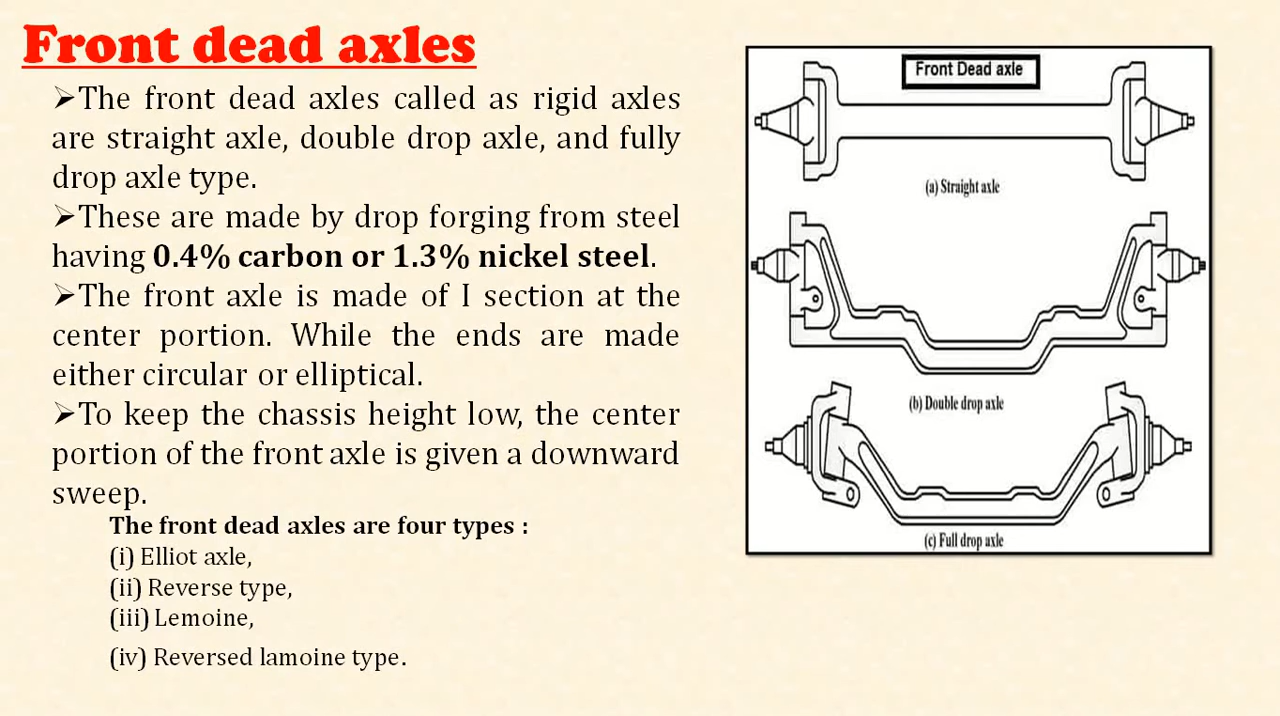 Front dead axles
➢The front dead axles called as rigid axles
are straight axle, double drop axle, and fully
drop axle type.
➢These are made by drop forging from steel
having 0.4% carbon or 1.3% nickel steel.
➢The front axle is made of I section at the
center portion. While the ends are made
either circular or elliptical.
➢To keep the chassis height low, the center
portion of the front axle is given a downward
sweep.
The front dead axles are four types :
(i) Elliot axle,
(ii) Reverse type,
(iii) Lemoine,
(iv) Reversed lamoine type.
Front Dead axle
(a) Straight axle
(b) Double drop axle
(c) Full drop axle